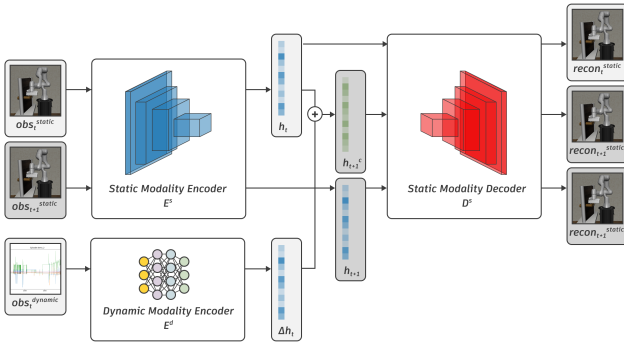 obs_t^static
obs_{t+1}^static
obs_t^dynamic
Static Modality Encoder
E^s
Dynamic Modality Encoder
E^d
h_t
+
h_{t+1}^c
h_{t+1}
Δh_t
Static Modality Decoder
D^s
recon_t^static
recon_{t+1}^static
recon_{t+1}^static